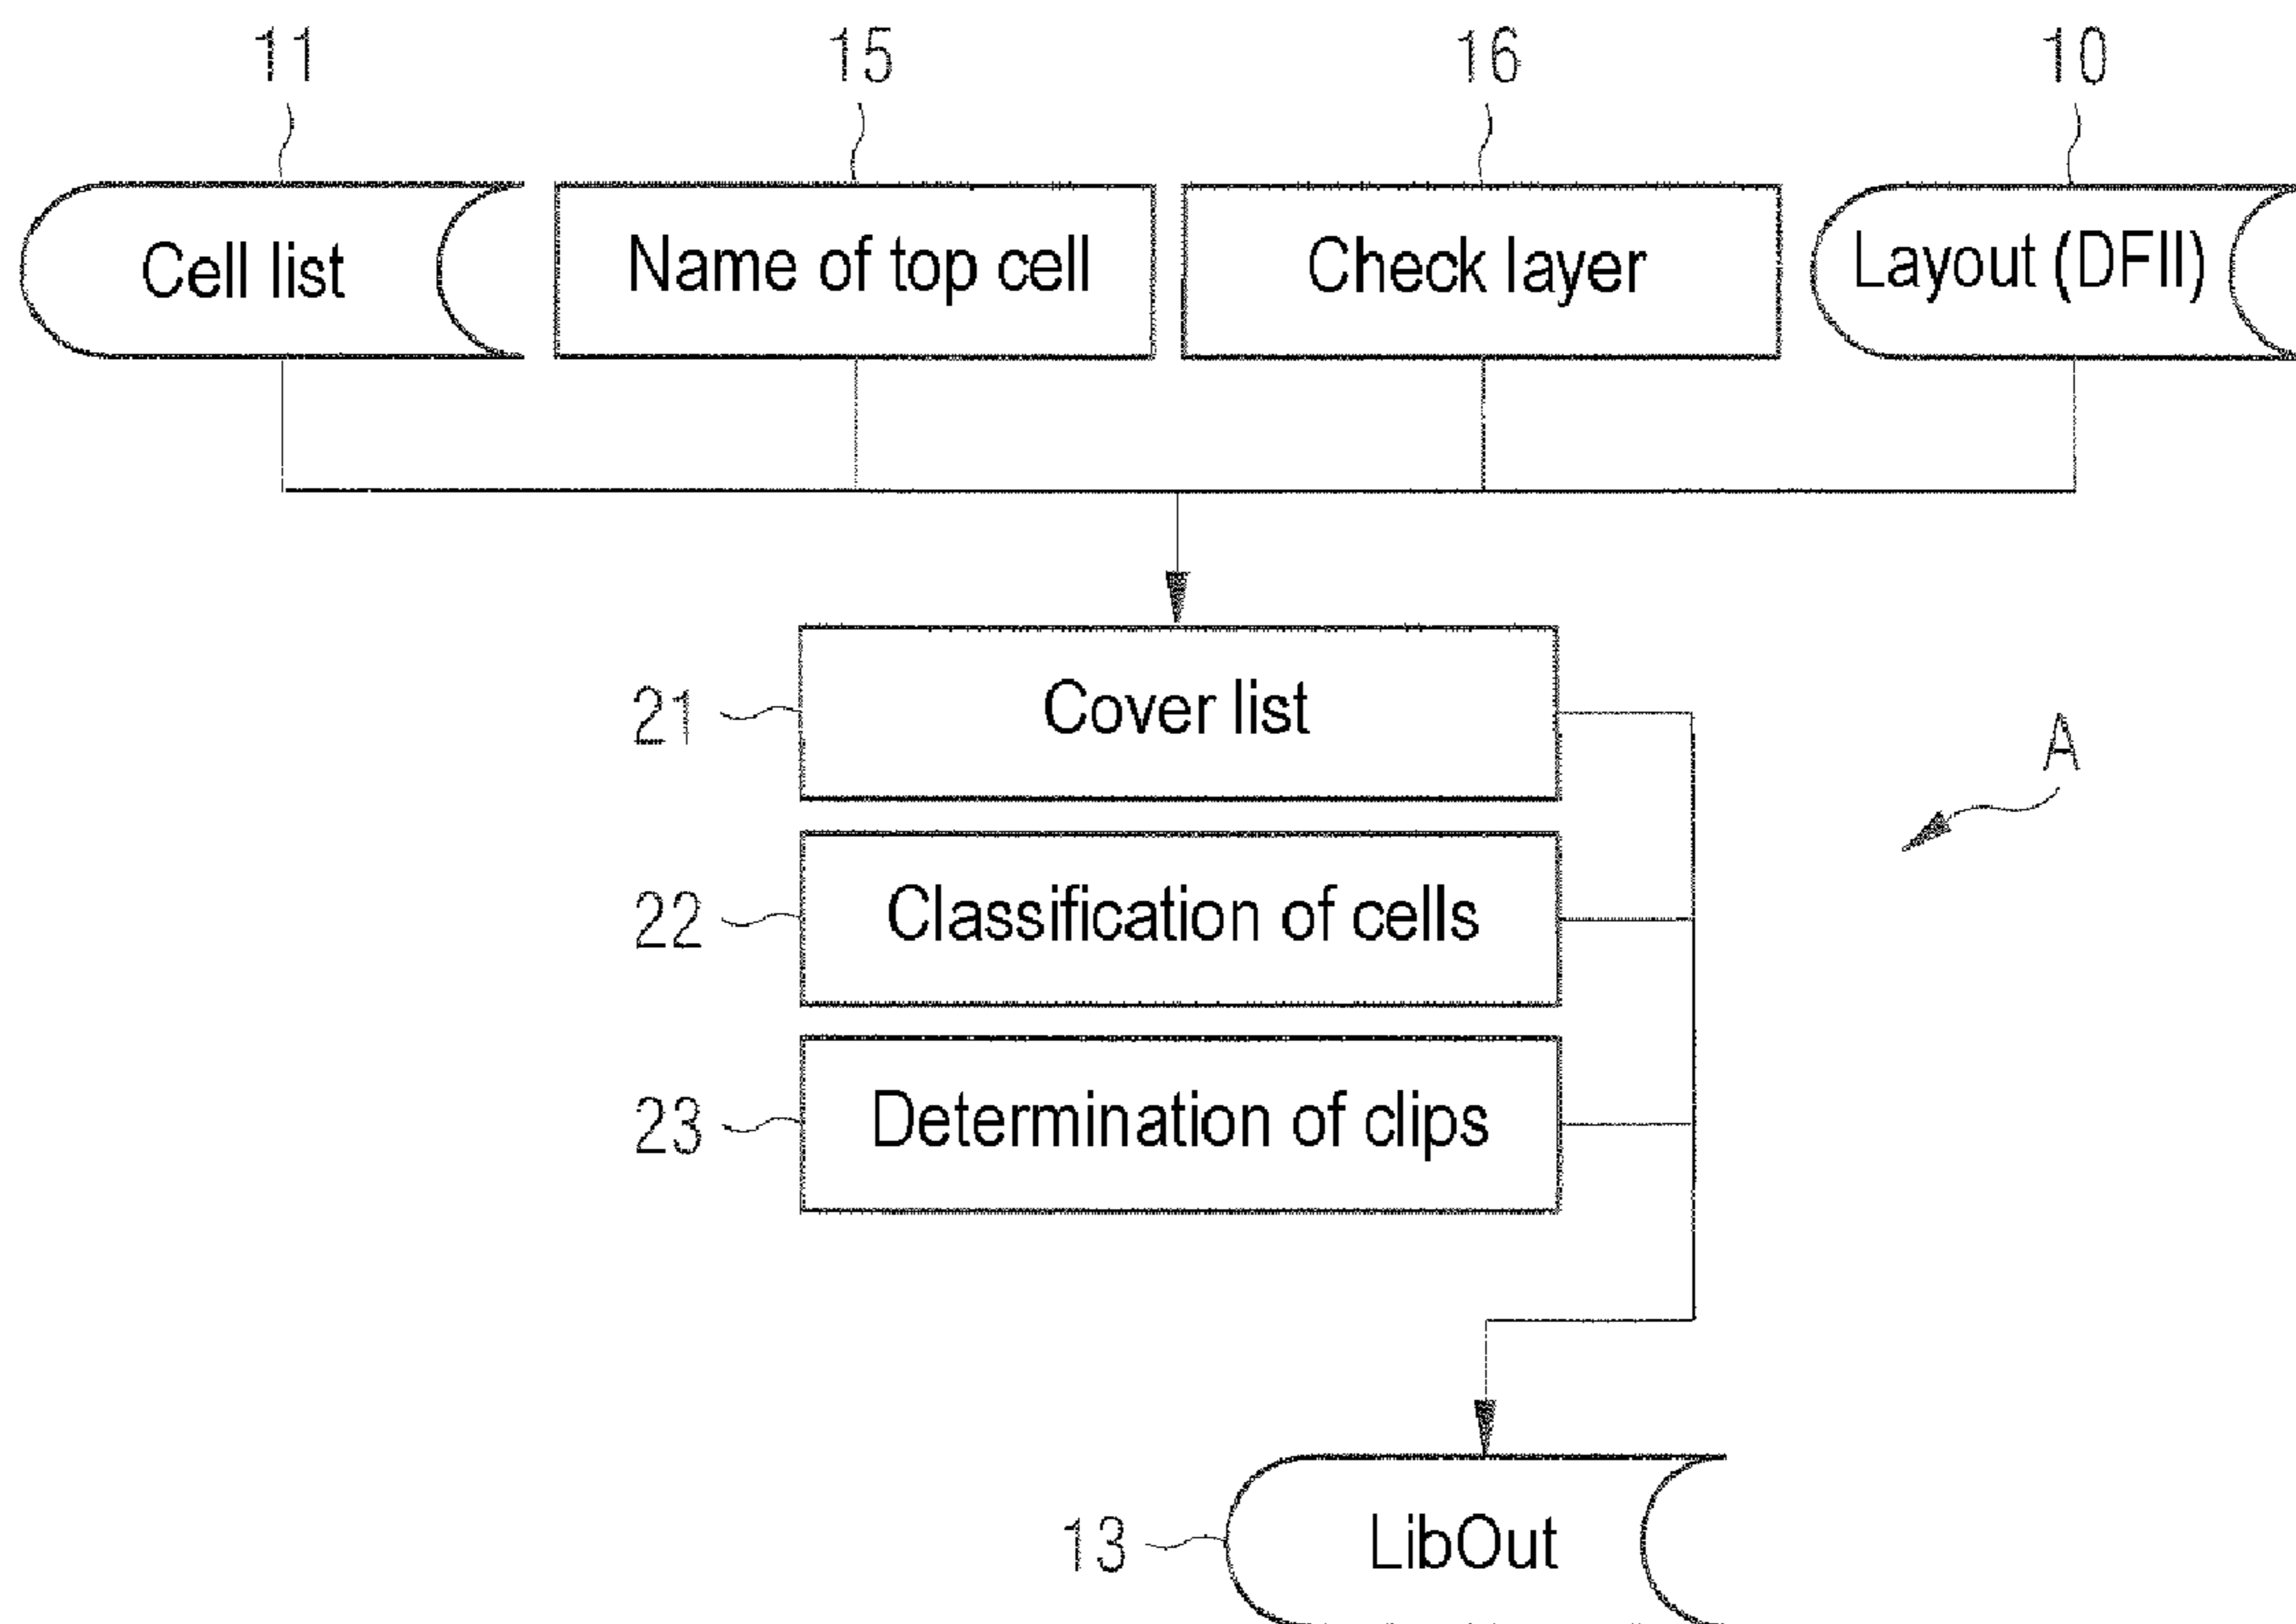 11 15 16 10
Cell list Name of top cell Check layer Layout (DFII)
21 Cover list
A
22 Classification of cells
23 Determination of clips
13 LibOut